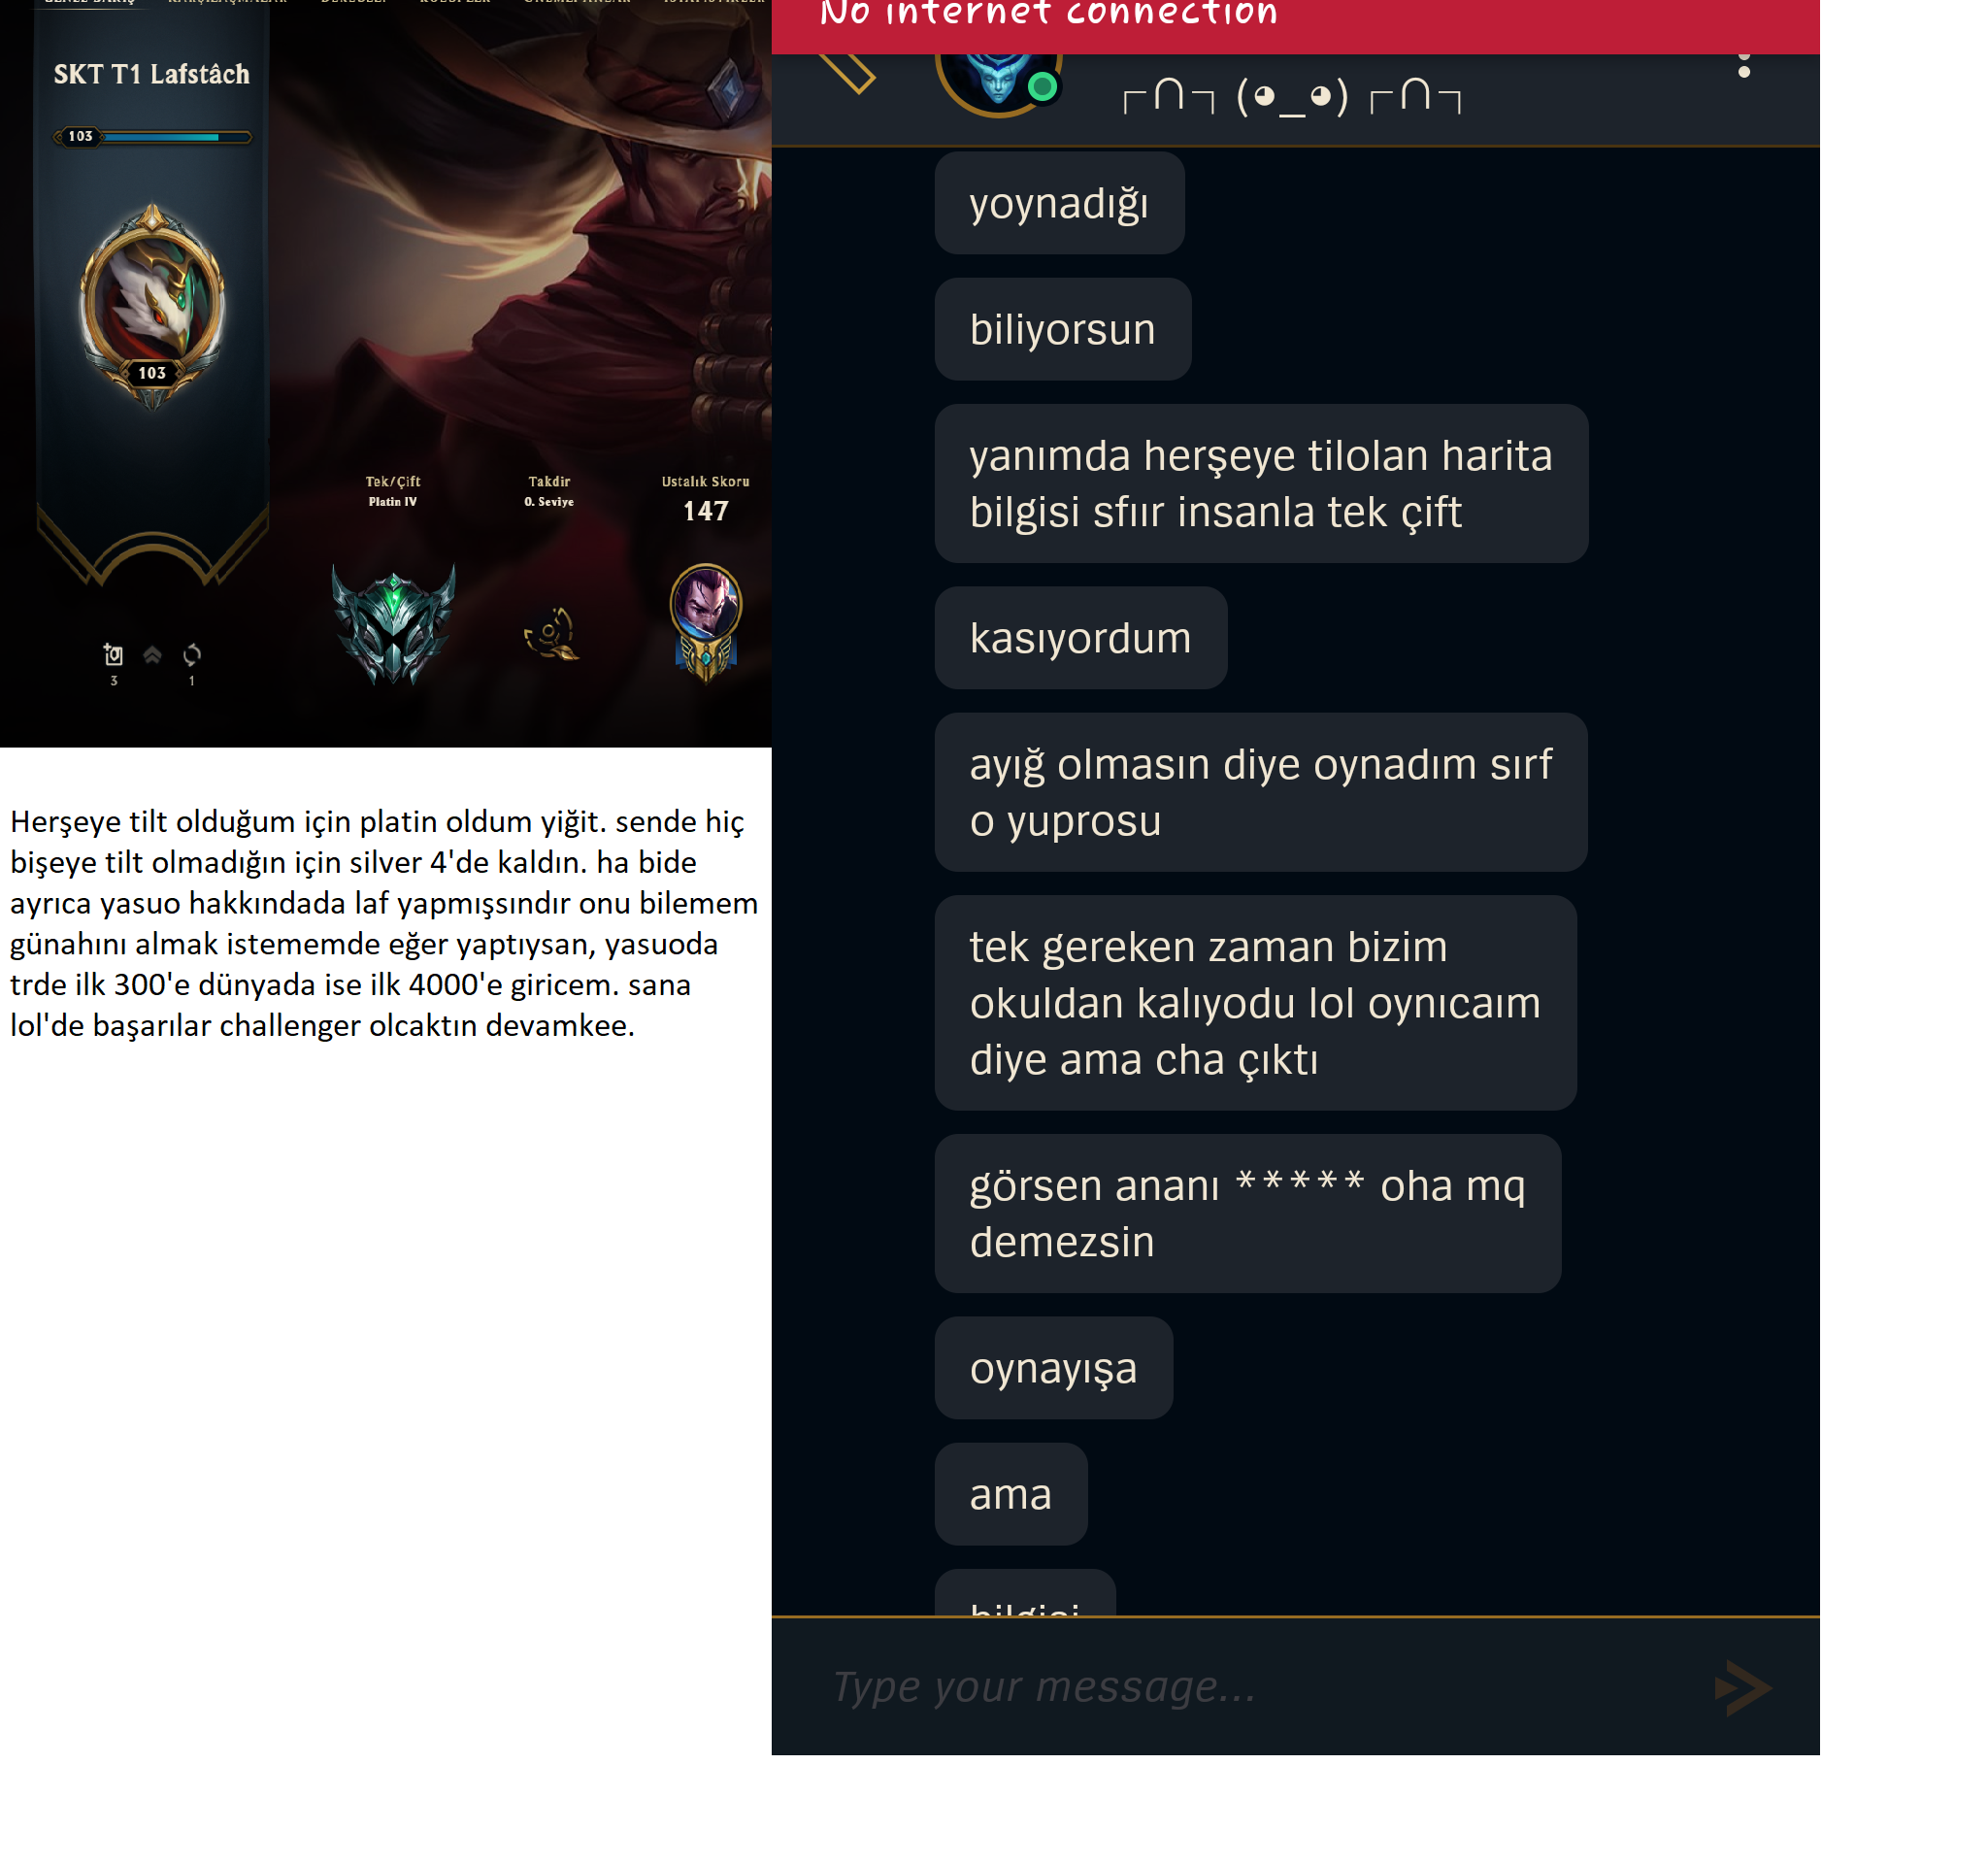 SKT T1 Lafstâch
103
103
Tek/Çift
Platin IV
Takdir
0. Seviye
Ustalık Skoru
147
3
1
Herşeye tilt olduğum için platin oldum yiğit. sende hiç
bişeye tilt olmadığın için silver 4'de kaldın. ha bide
ayrıca yasuo hakkındada laf yapmışsındır onu bilemem
günahını almak istememde eğer yaptıysan, yasuoda
trde ilk 300'e dünyada ise ilk 4000'e giricem. sana
lol'de başarılar challenger olcaktın devamkee.
No internet connection
┌∩┐(◕_◕)┌∩┐
yoynadığı
biliyorsun
yanımda herşeye tilolan harita
bilgisi sfıır insanla tek çift
kasıyordum
ayığ olmasın diye oynadım sırf
o yuprosu
tek gereken zaman bizim
okuldan kalıyodu lol oynıcaım
diye ama cha çıktı
görsen ananı ***** oha mq
demezsin
oynayışa
ama
bilgisi
Type your message...